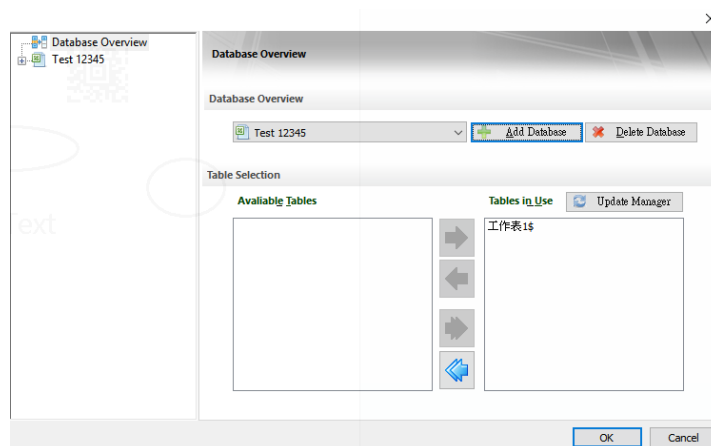 Database Overview
Test 12345
Database Overview
Database Overview
Test 12345
Add Database
Delete Database
Table Selection
Avaliable Tables
Tables in Use
Update Manager
工作表1$
ext
OK
Cancel